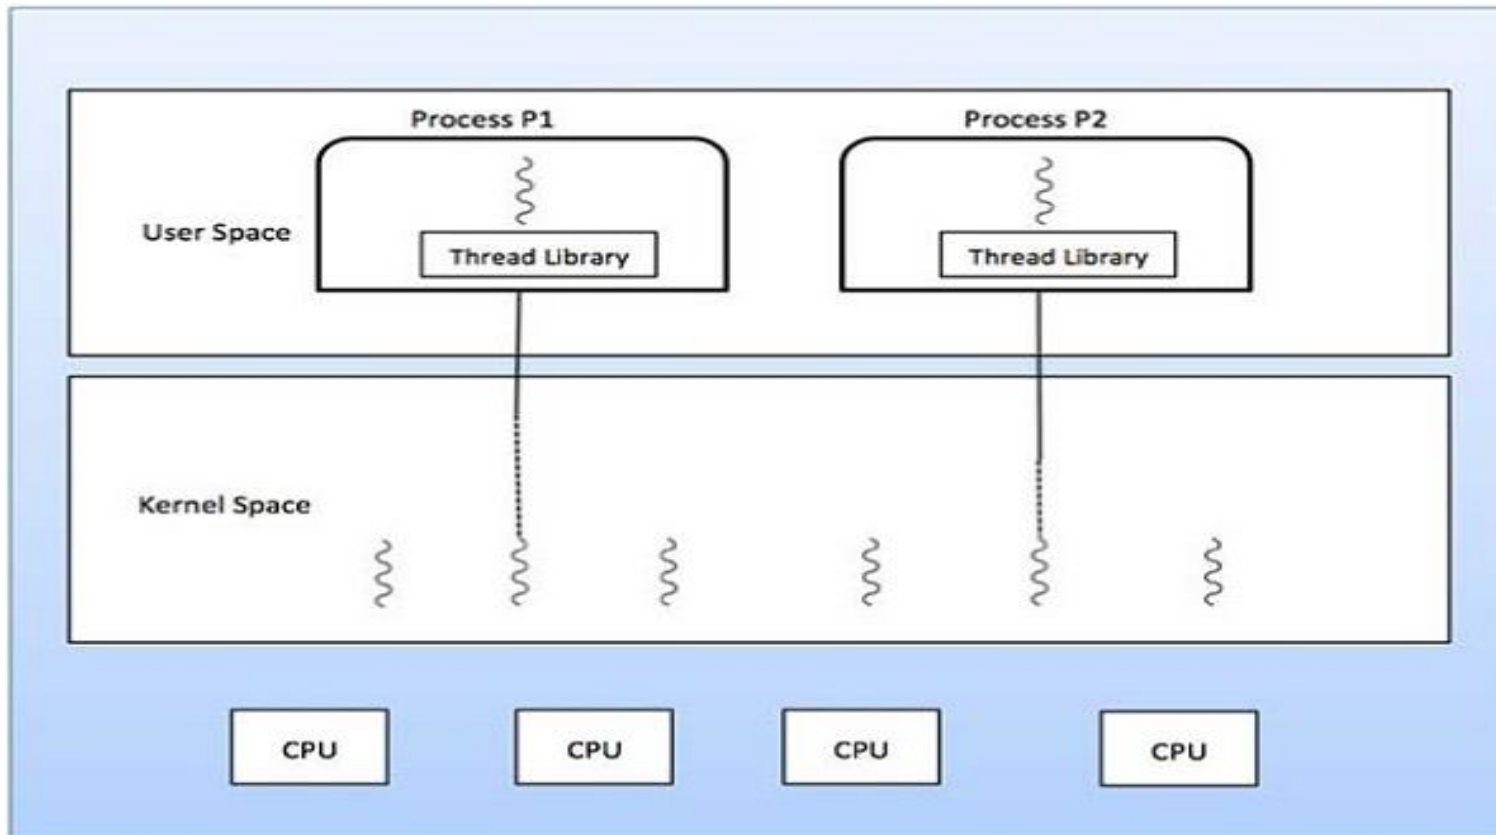 Process P1
Process P2
User Space
Thread Library
Thread Library
Kernel Space
CPU
CPU
CPU
CPU